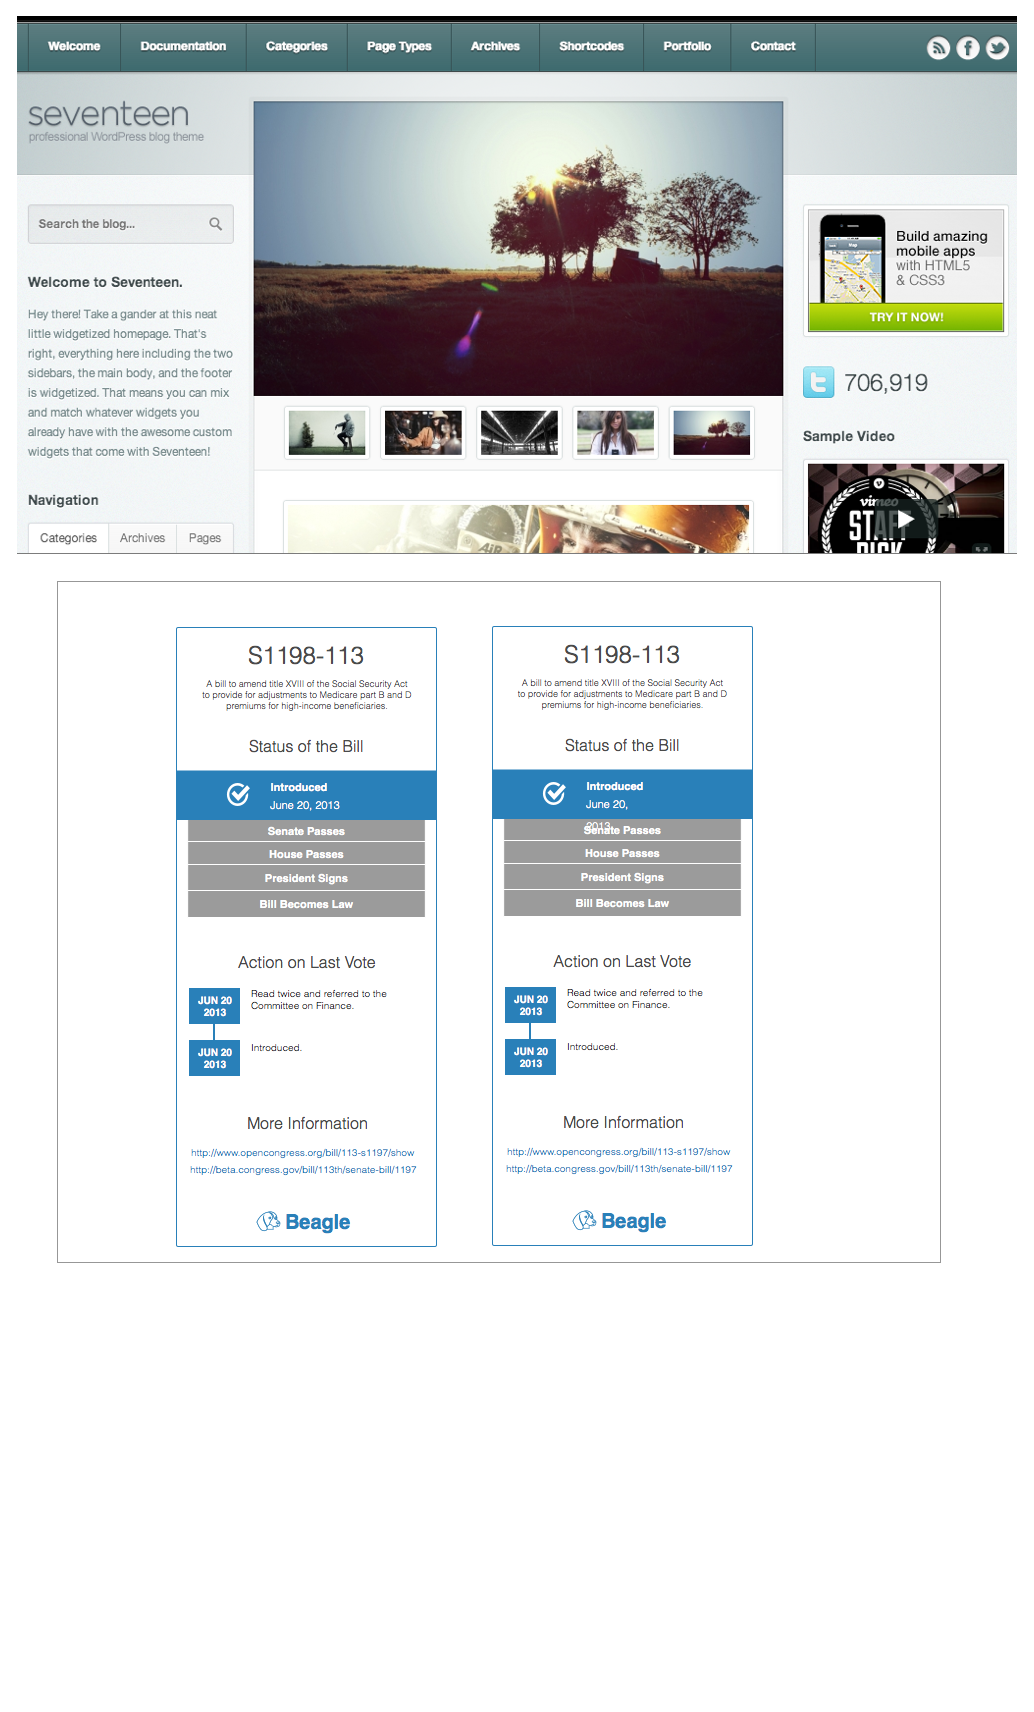 Welcome Documentation Categories Page Types Archives Shortcodes Portfolio Contact
seventeen
professional WordPress blog theme
Search the blog...
Welcome to Seventeen.
Hey there! Take a gander at this neat
little widgetized homepage. That's
right, everything here including the two
sidebars, the main body, and the footer
is widgetized. That means you can mix
and match whatever widgets you
already have with the awesome custom
widgets that come with Seventeen!
Navigation
Categories Archives Pages
AiR
Map
Build amazing
mobile apps
with HTML5
& CSS3
TRY IT NOW!
706,919
Sample Video
vimeo
STAFF
PICK
S1198-113
A bill to amend title XVIII of the Social Security Act
to provide for adjustments to Medicare part B and D
premiums for high-income beneficiaries.
Status of the Bill
Introduced
June 20, 2013
Senate Passes
House Passes
President Signs
Bill Becomes Law
Action on Last Vote
JUN 20
2013
Read twice and referred to the
Committee on Finance.
JUN 20
2013
Introduced.
More Information
http://www.opencongress.org/bill/113-s1197/show
http://beta.congress.gov/bill/113th/senate-bill/1197
Beagle
S1198-113
A bill to amend title XVIII of the Social Security Act
to provide for adjustments to Medicare part B and D
premiums for high-income beneficiaries.
Status of the Bill
Introduced
June 20,
2013
Senate Passes
House Passes
President Signs
Bill Becomes Law
Action on Last Vote
JUN 20
2013
Read twice and referred to the
Committee on Finance.
JUN 20
2013
Introduced.
More Information
http://www.opencongress.org/bill/113-s1197/show
http://beta.congress.gov/bill/113th/senate-bill/1197
Beagle